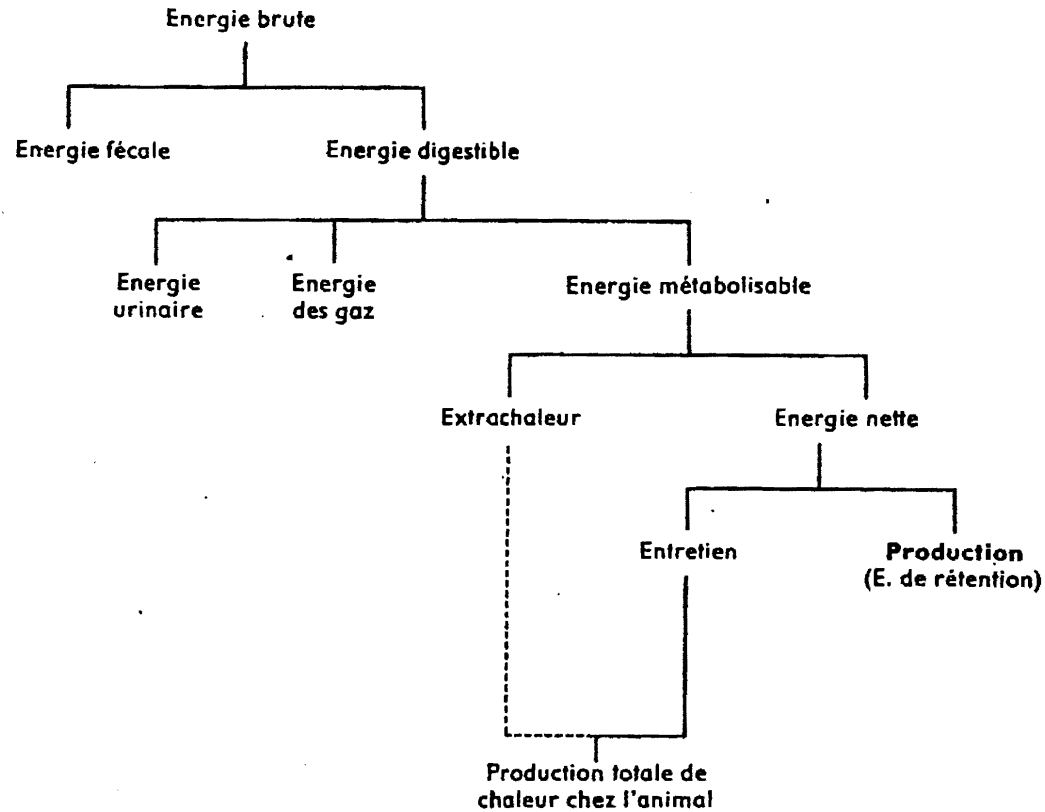 Energie brute
Energie fécale
Energie digestible
Energie
urinaire
Energie
des gaz
Energie métabolisable
Extrachaleur
Energie nette
Entretien
Production
(E. de rétention)
Production totale de
chaleur chez l'animal